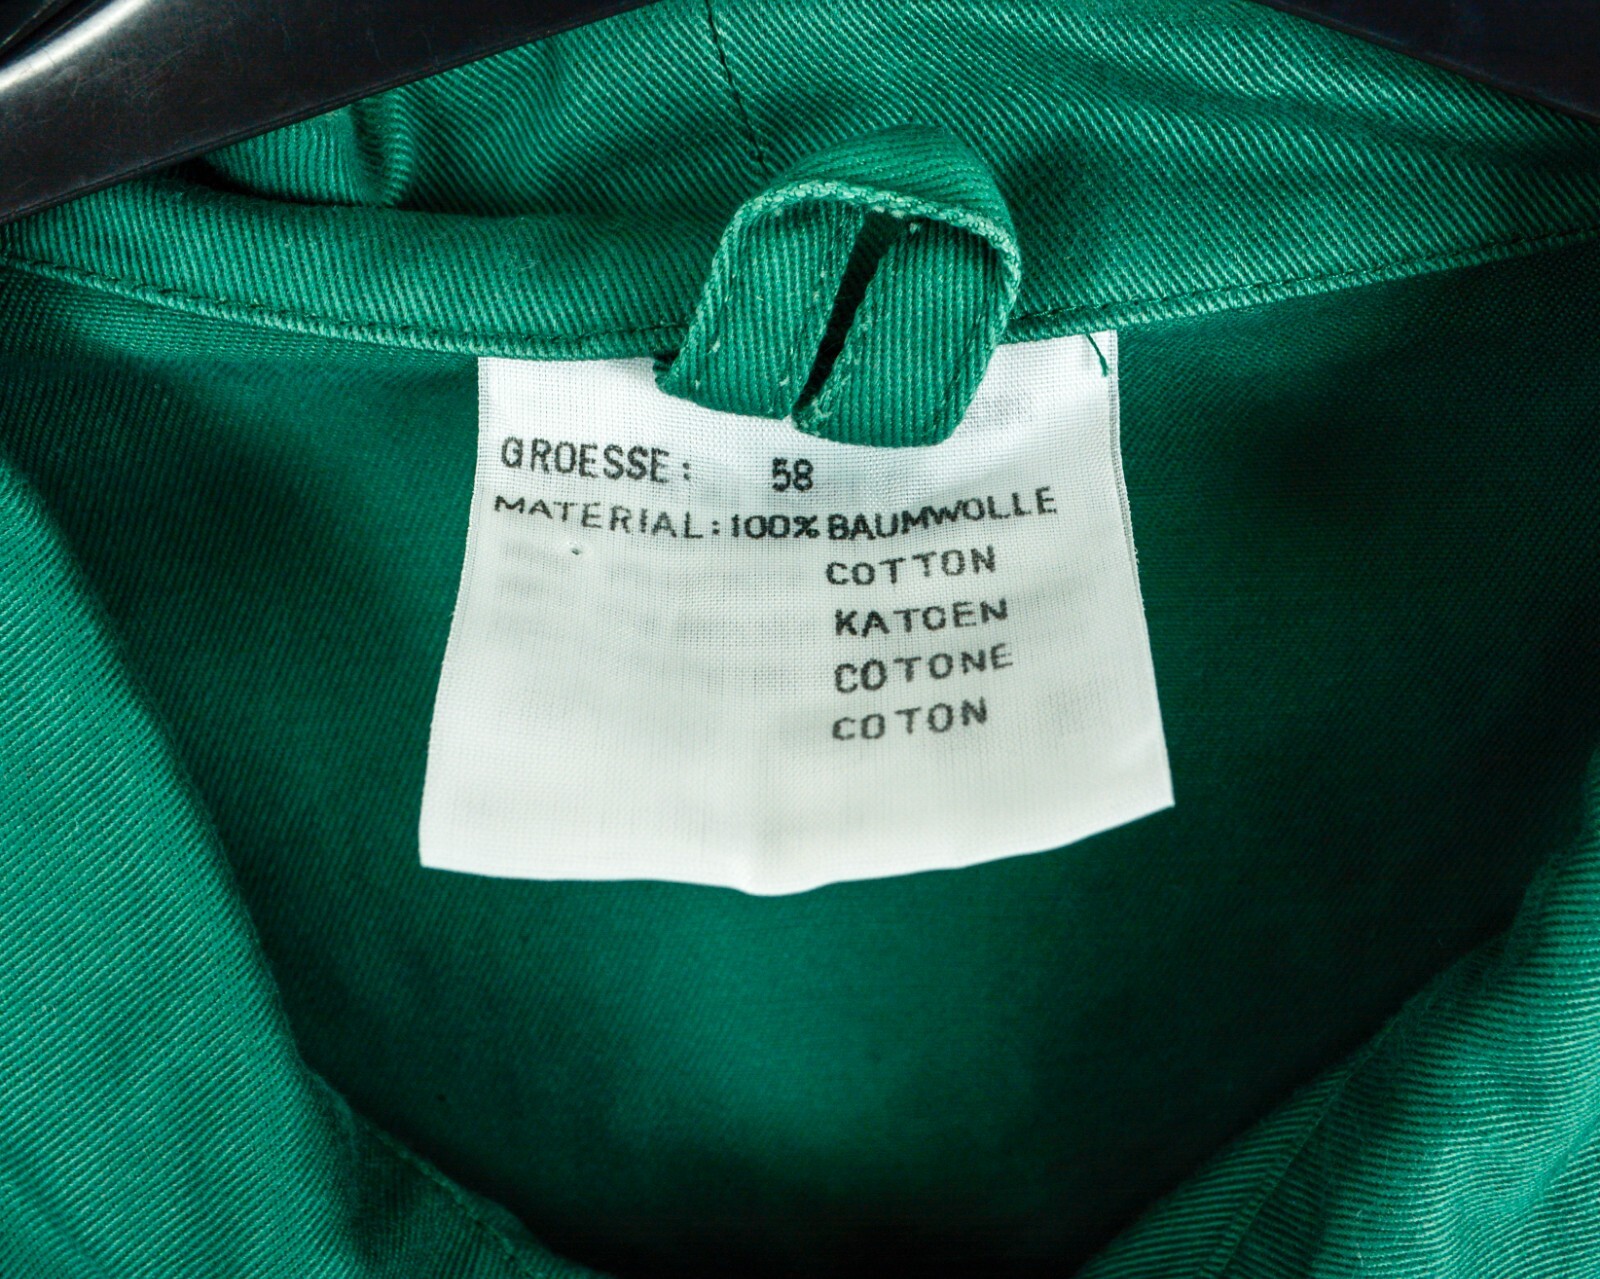 GROESSE: 58
MATERIAL: 100% BAUMWOLLE
COTTON
KATOEN
COTONE
COTON